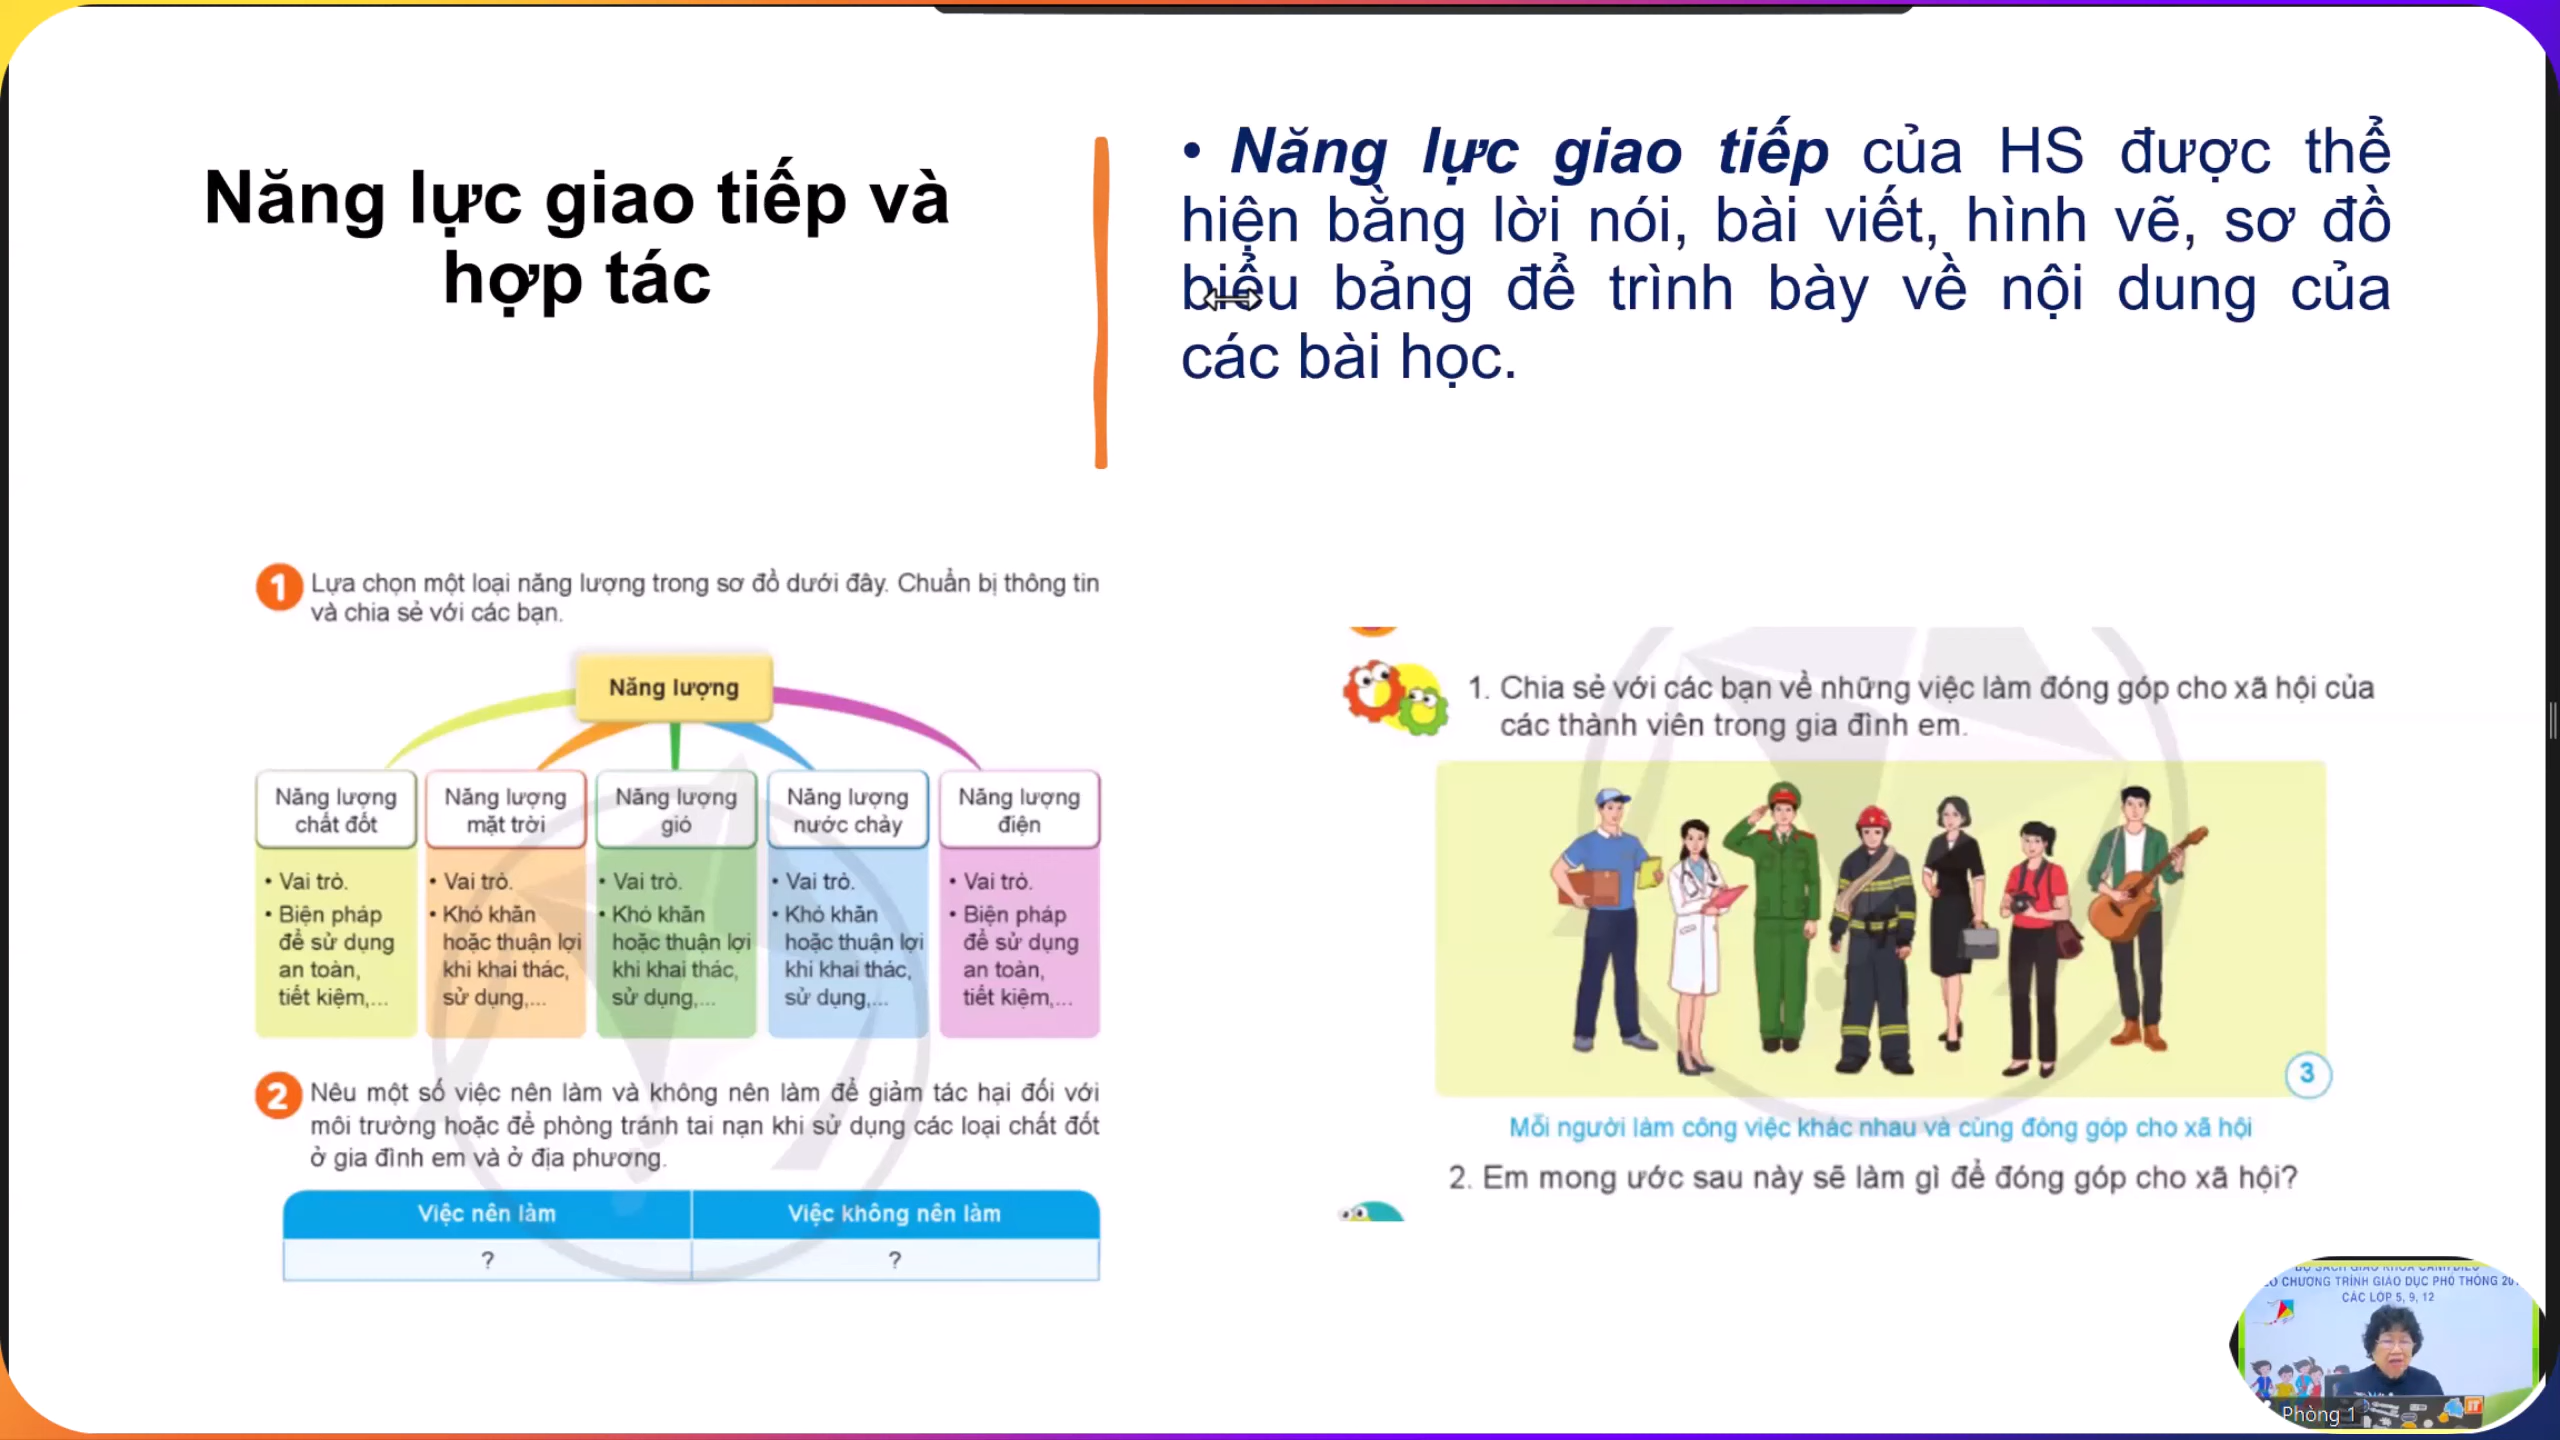 Năng lực giao tiếp và
hợp tác
• Năng lực giao tiếp của HS được thể
hiện bằng lời nói, bài viết, hình vẽ, sơ đồ
biểu bảng để trình bày về nội dung của
các bài học.
1 Lựa chọn một loại năng lượng trong sơ đồ dưới đây. Chuẩn bị thông tin
và chia sẻ với các bạn.
Năng lượng
Năng lượng
chất đốt
• Vai trò.
• Biện pháp
để sử dụng
an toàn,
tiết kiệm,...
Năng lượng
mặt trời
• Vai trò.
• Khó khăn
hoặc thuận lợi
khi khai thác,
sử dụng,...
Năng lượng
gió
• Vai trò.
• Khó khăn
hoặc thuận lợi
khi khai thác,
sử dụng,...
Năng lượng
nước chảy
• Vai trò.
• Khó khăn
hoặc thuận lợi
khi khai thác,
sử dụng,...
Năng lượng
điện
• Vai trò.
• Biện pháp
để sử dụng
an toàn,
tiết kiệm,...
2 Nêu một số việc nên làm và không nên làm để giảm tác hại đối với
môi trường hoặc để phòng tránh tai nạn khi sử dụng các loại chất đốt
ở gia đình em và ở địa phương.
Việc nên làm
Việc không nên làm
?
?
1. Chia sẻ với các bạn về những việc làm đóng góp cho xã hội của
các thành viên trong gia đình em.
3
Mỗi người làm công việc khác nhau và cùng đóng góp cho xã hội
2. Em mong ước sau này sẽ làm gì để đóng góp cho xã hội?
BỘ SÁCH GIÁO KHOA CÁNH DIỀU
CHƯƠNG TRÌNH GIÁO DỤC PHỔ THÔNG
CÁC LỚP 5, 9, 12
Phòng 1